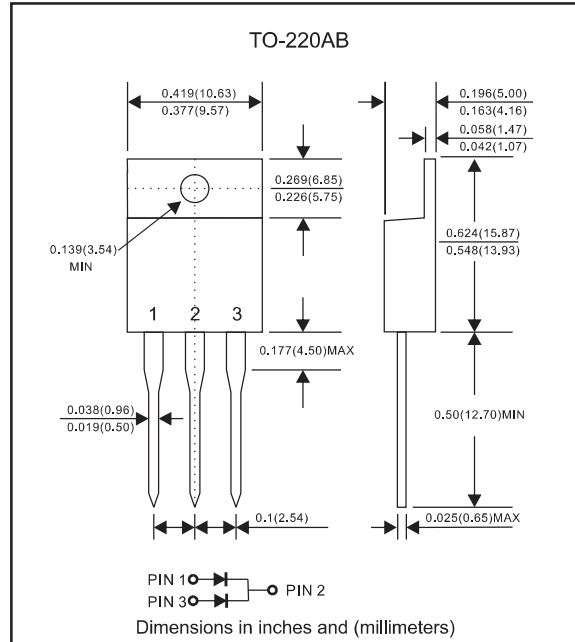 TO-220AB
0.419(10.63)
0.377(9.57)
0.196(5.00)
0.163(4.16)
0.058(1.47)
0.042(1.07)
0.269(6.85)
0.226(5.75)
0.624(15.87)
0.548(13.93)
0.139(3.54)
MIN
1 2 3
0.177(4.50)MAX
0.038(0.96)
0.019(0.50)
0.50(12.70)MIN
0.1(2.54)
0.025(0.65)MAX
PIN 1
PIN 2
PIN 3
Dimensions in inches and (millimeters)